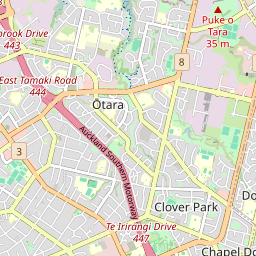 Puke o
Tara
35 m
brook Drive
443
8
East Tamaki Road
444
Ōtara
3
Auckland Southern Motorway
Clover Park
Do
Te Irirangi Drive
447
Chapel Do